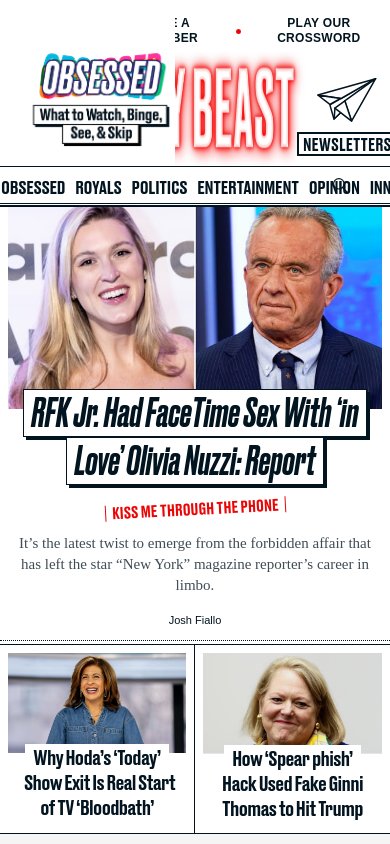 E A
BER
PLAY OUR
CROSSWORD
OBSESSED
What to Watch, Binge,
See, & Skip
Y BEAST
NEWSLETTERS
OBSESSED ROYALS POLITICS ENTERTAINMENT OPINION INN
RFK Jr. Had FaceTime Sex With ‘in
Love’ Olivia Nuzzi: Report
KISS ME THROUGH THE PHONE
It’s the latest twist to emerge from the forbidden affair that
has left the star “New York” magazine reporter’s career in
limbo.
Josh Fiallo
Why Hoda’s ‘Today’
Show Exit Is Real Start
of TV ‘Bloodbath’
How ‘Spear phish’
Hack Used Fake Ginni
Thomas to Hit Trump